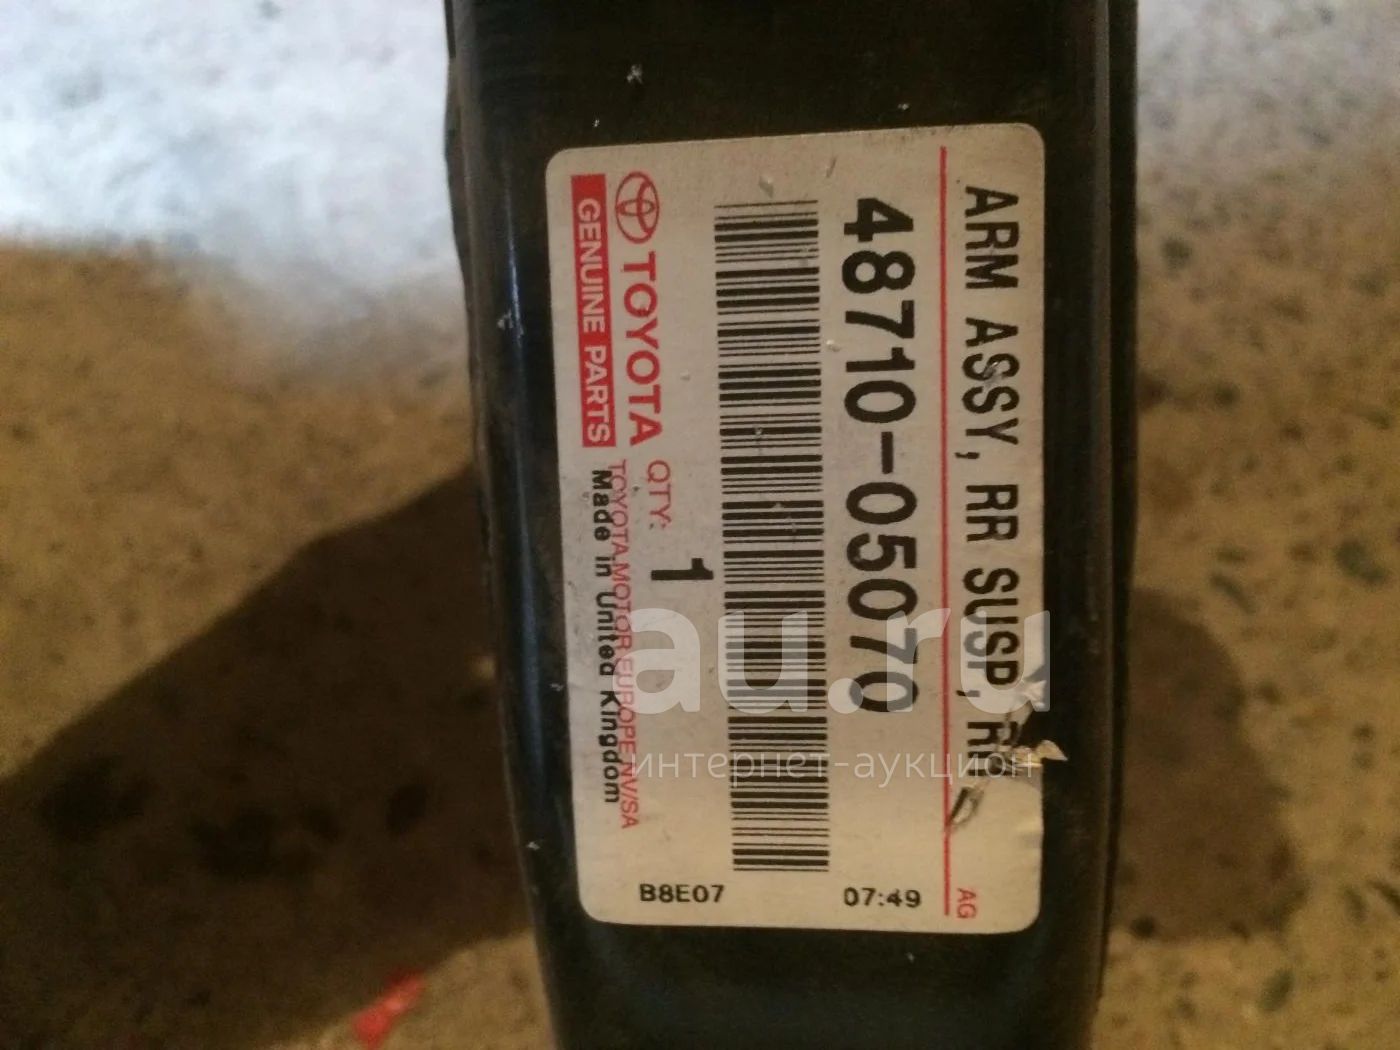 ARM ASSY, RR SUSP,
48710-05070
QTY: 1
TOYOTA
GENUINE PARTS
TOYOTA MOTOR EUROPE NV/SA
Made in United Kingdom
B8E07
07:49
AG
au.ru
интернет-аукцион